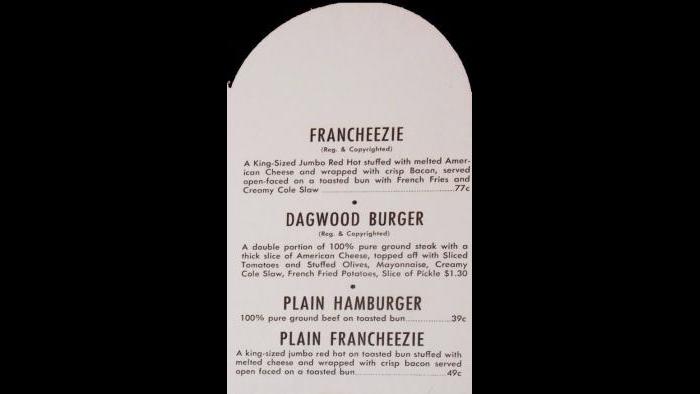 FRANCHEEZIE
(Reg. & Copyrighted)
A King-Sized Jumbo Red Hot stuffed with melted Amer-
ican Cheese and wrapped with crisp Bacon, served
open-faced on a toasted bun with French Fries and
Creamy Cole Slaw ........................................77c
•
DAGWOOD BURGER
(Reg. & Copyrighted)
A double portion of 100% pure ground steak with a
thick slice of American Cheese, topped off with Sliced
Tomatoes and Stuffed Olives, Mayonnaise, Creamy
Cole Slaw, French Fried Potatoes, Slice of Pickle $1.30
•
PLAIN HAMBURGER
100% pure ground beef on toasted bun..............39c
PLAIN FRANCHEEZIE
A king-sized jumbo red hot on toasted bun stuffed with
melted cheese and wrapped with crisp bacon served
open faced on a toasted bun............................49c